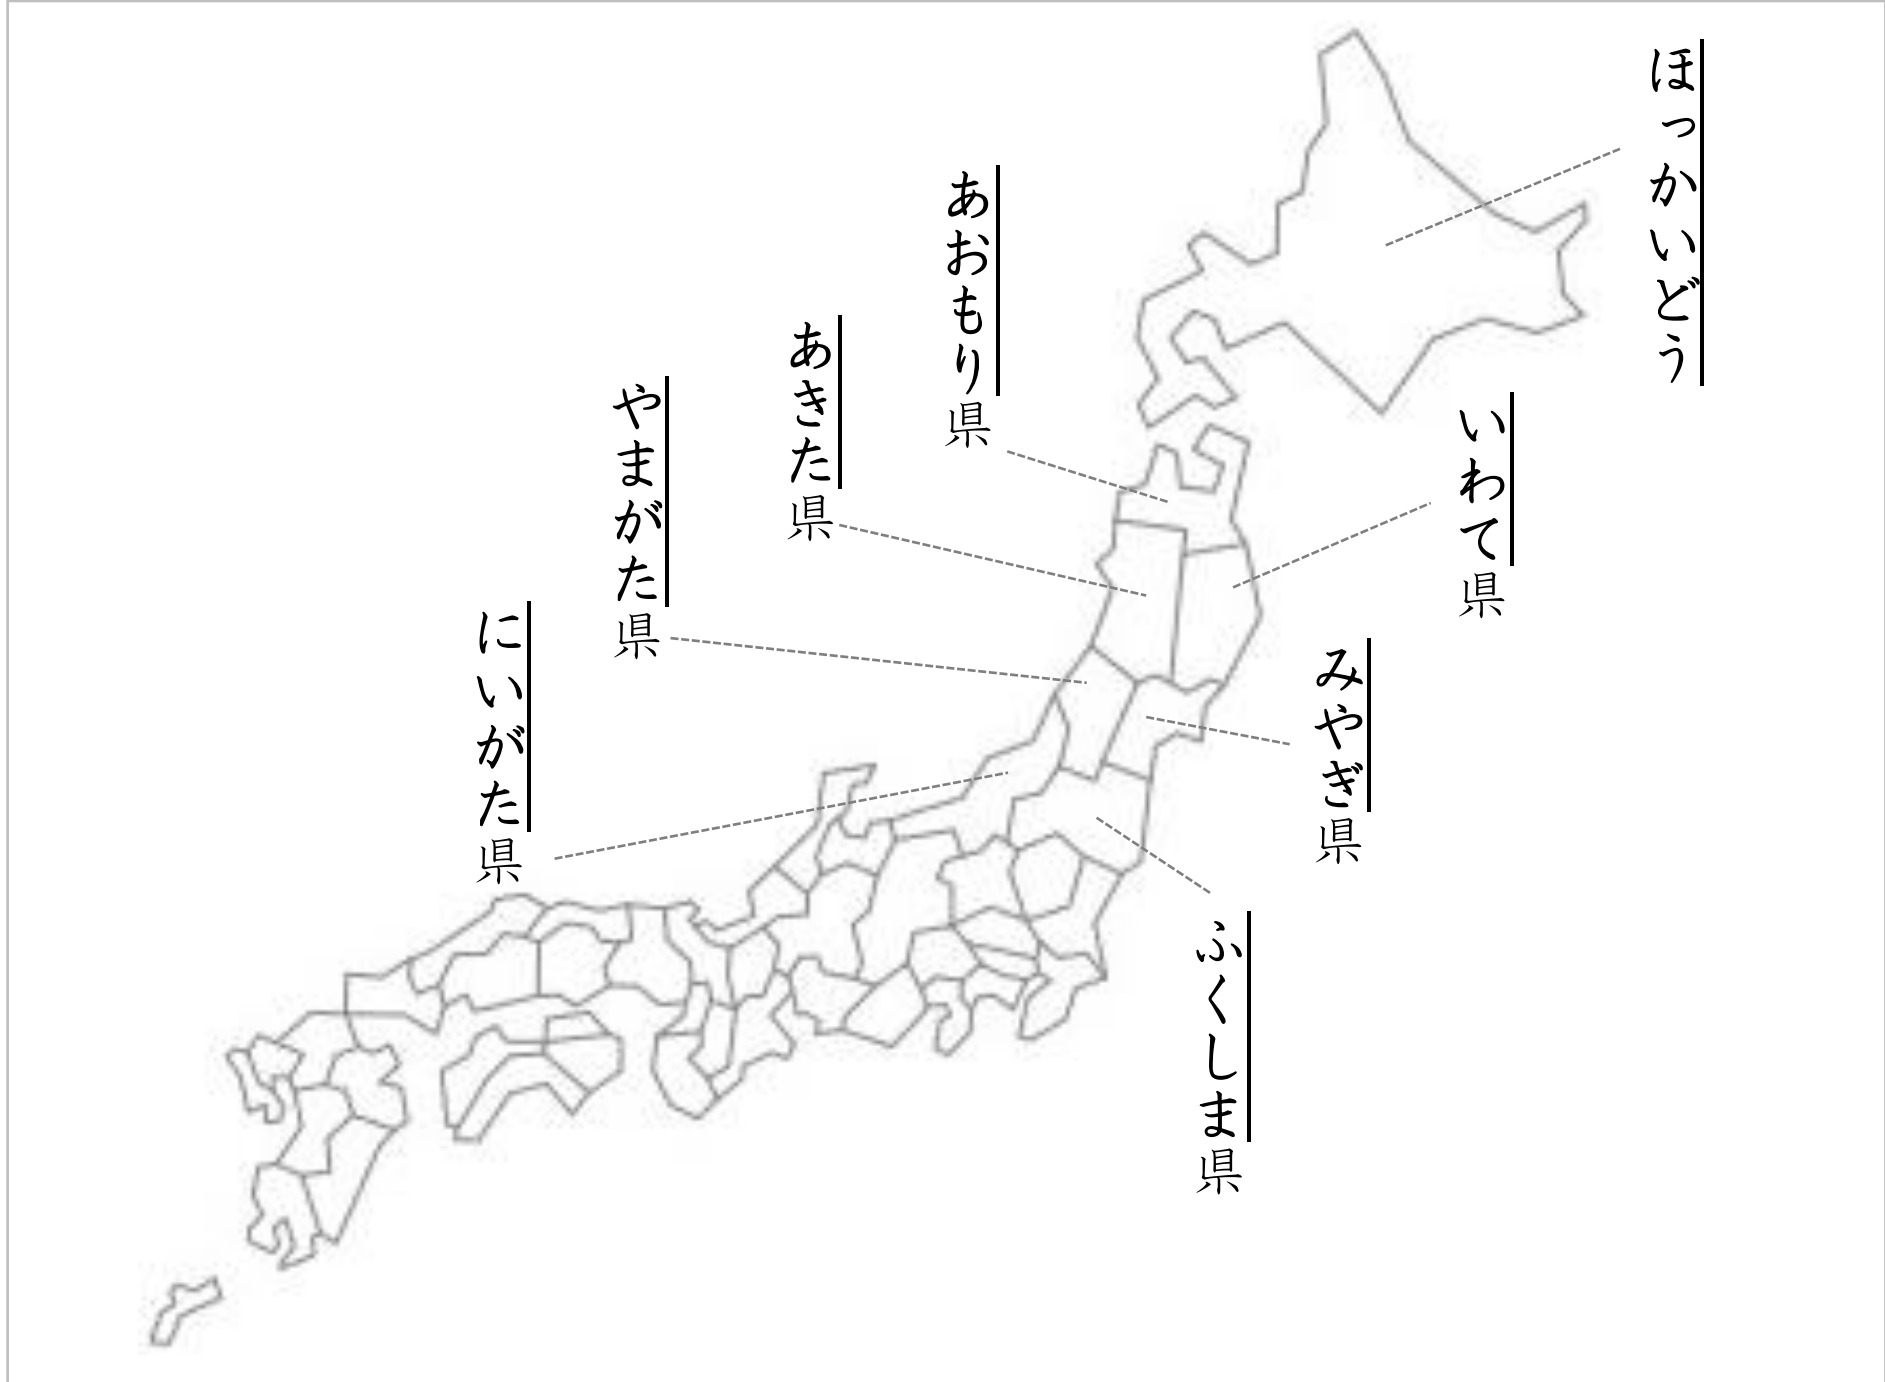 ほっかいどう
いわて県
みやぎ県
ふくしま県
あおもり県
あきた県
やまがた県
にいがた県